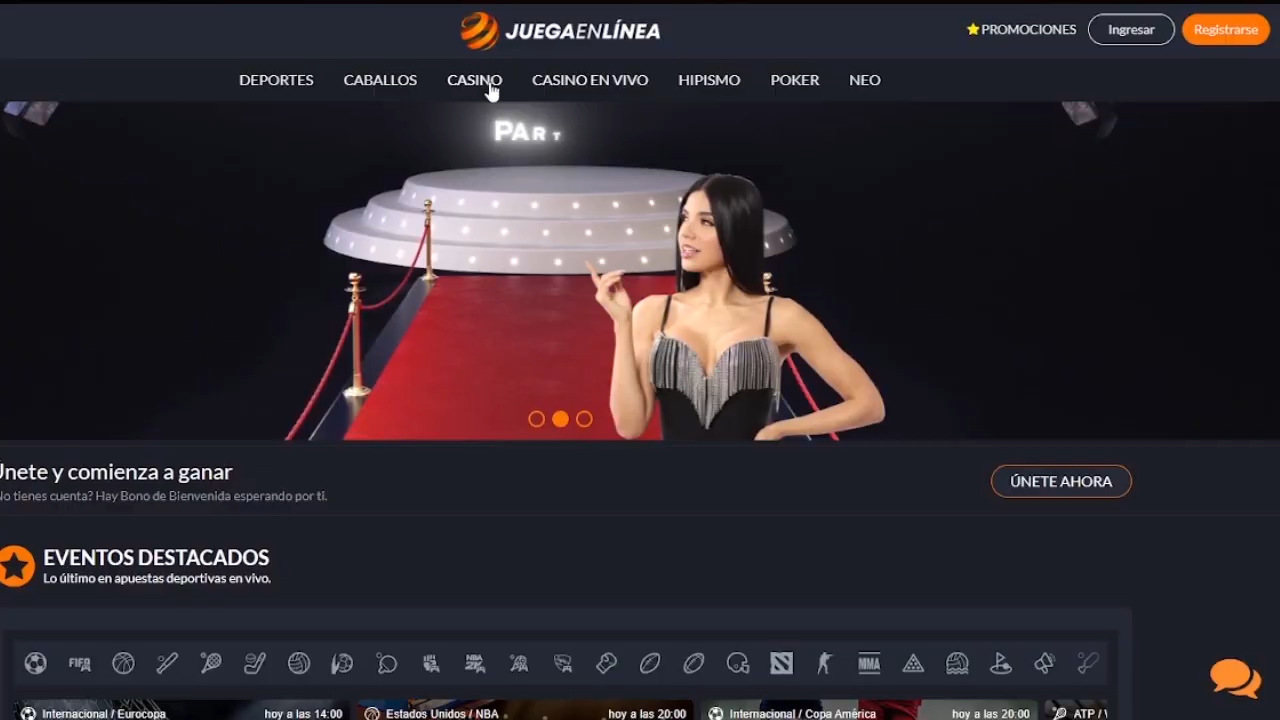 JUEGAENLÍNEA
PROMOCIONES
Ingresar
Registrarse
DEPORTES CABALLOS CASINO CASINO EN VIVO HIPISMO POKER NEO
PART
Únete y comienza a ganar
No tienes cuenta? Hay Bono de Bienvenida esperando por ti.
ÚNETE AHORA
EVENTOS DESTACADOS
Lo último en apuestas deportivas en vivo.
FIFA
NBA
MMA
Internacional / Eurocopa hoy a las 14:00
Estados Unidos / NBA hoy a las 20:00
Internacional / Copa América hoy a las 20:00
ATP /